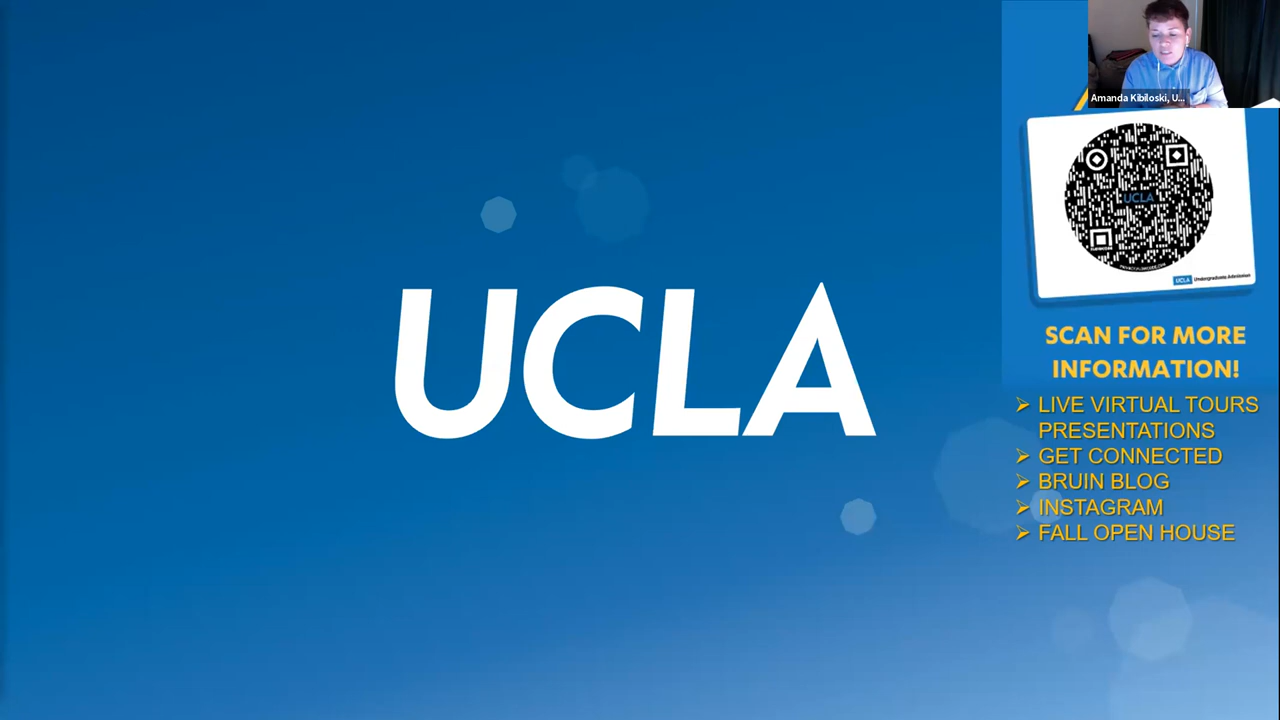 UCLA
Amanda Kibiloski, U...
UCLA
UCLA Undergraduate Admission
SCAN FOR MORE
INFORMATION!
➢ LIVE VIRTUAL TOURS
PRESENTATIONS
➢ GET CONNECTED
➢ BRUIN BLOG
➢ INSTAGRAM
➢ FALL OPEN HOUSE